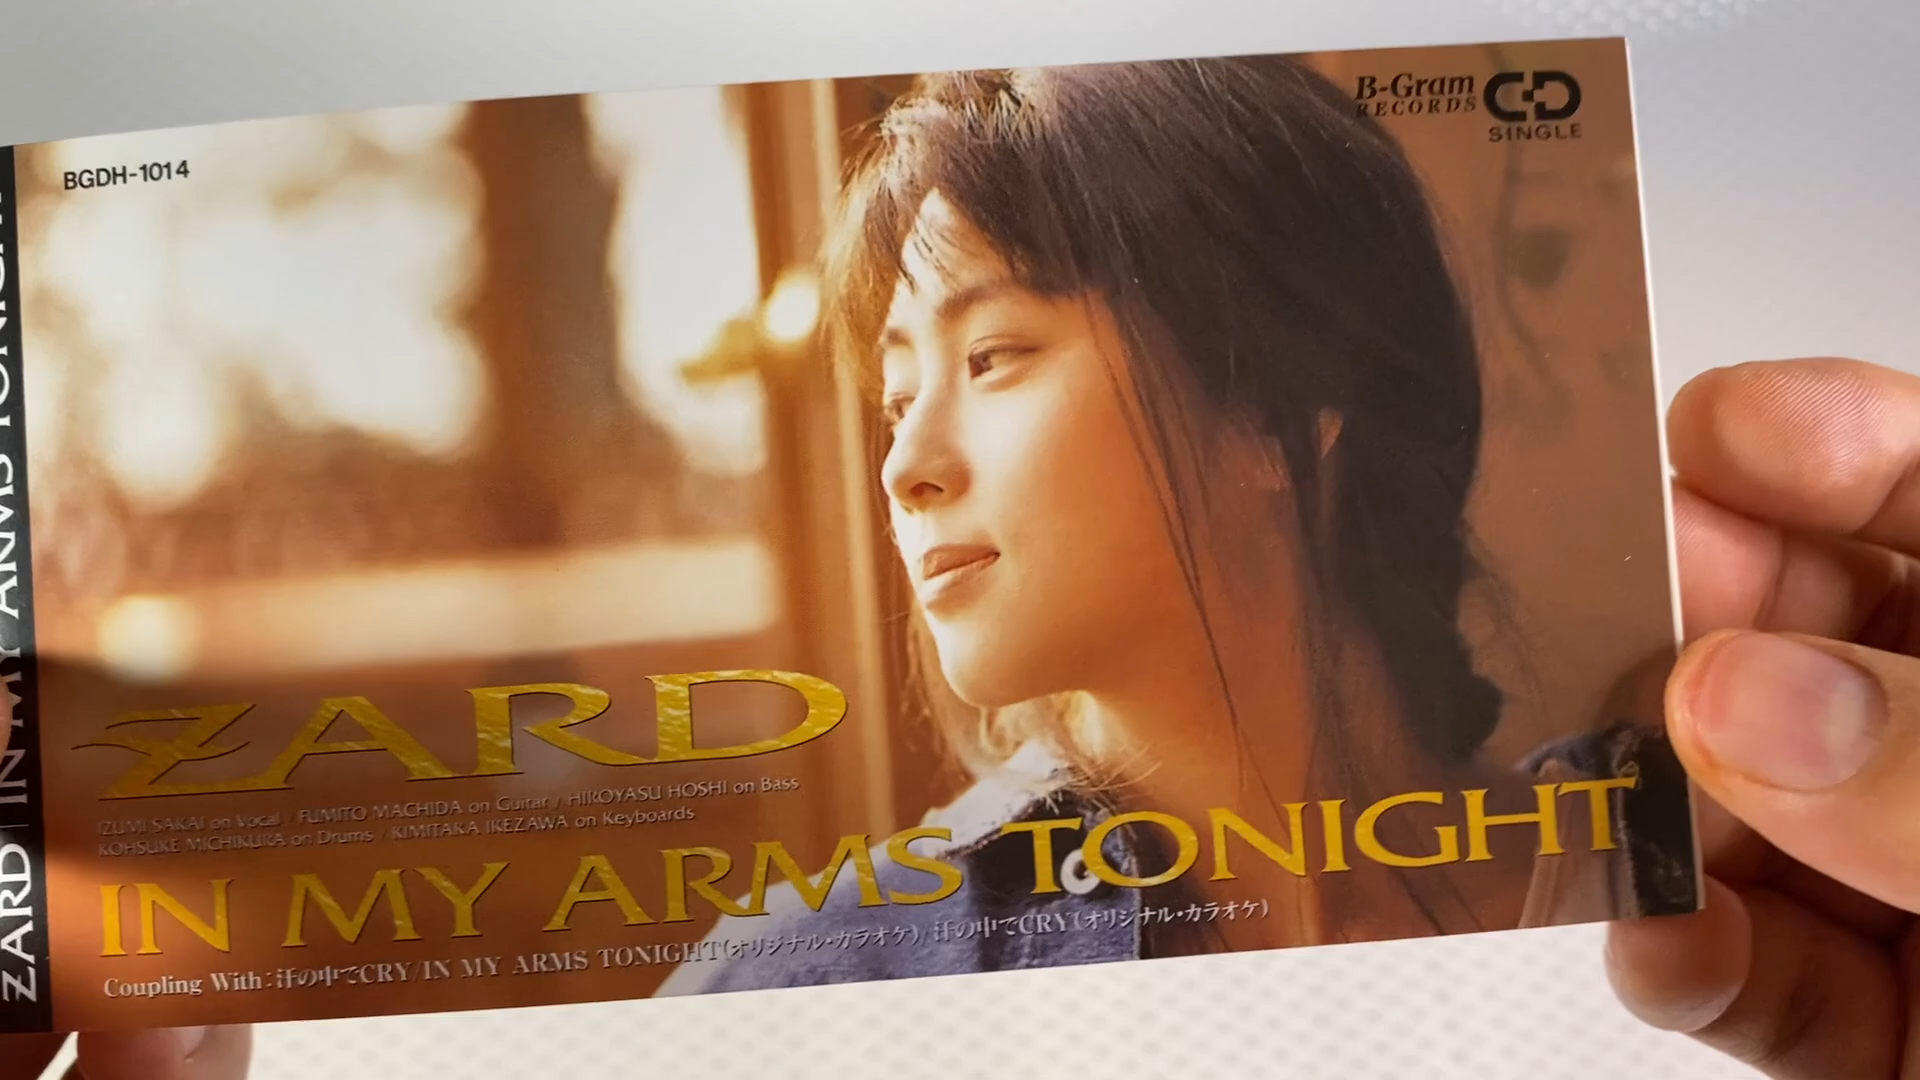 B-Gram
RECORDS
CD
SINGLE
BGDH-1014
ZARD
IZUMI SAKAI on Vocal / FUMITO MACHIDA on Guitar / HIROYASU HOSHI on Bass
KOHSUKE MICHIKURA on Drums / KIMITAKA IKEZAWA on Keyboards
IN MY ARMS TONIGHT
Coupling With:汗の中でCRY/IN MY ARMS TONIGHT(オリジナル・カラオケ)/汗の中でCRY(オリジナル・カラオケ)
ZARD | IN MY ARMS TONIGHT